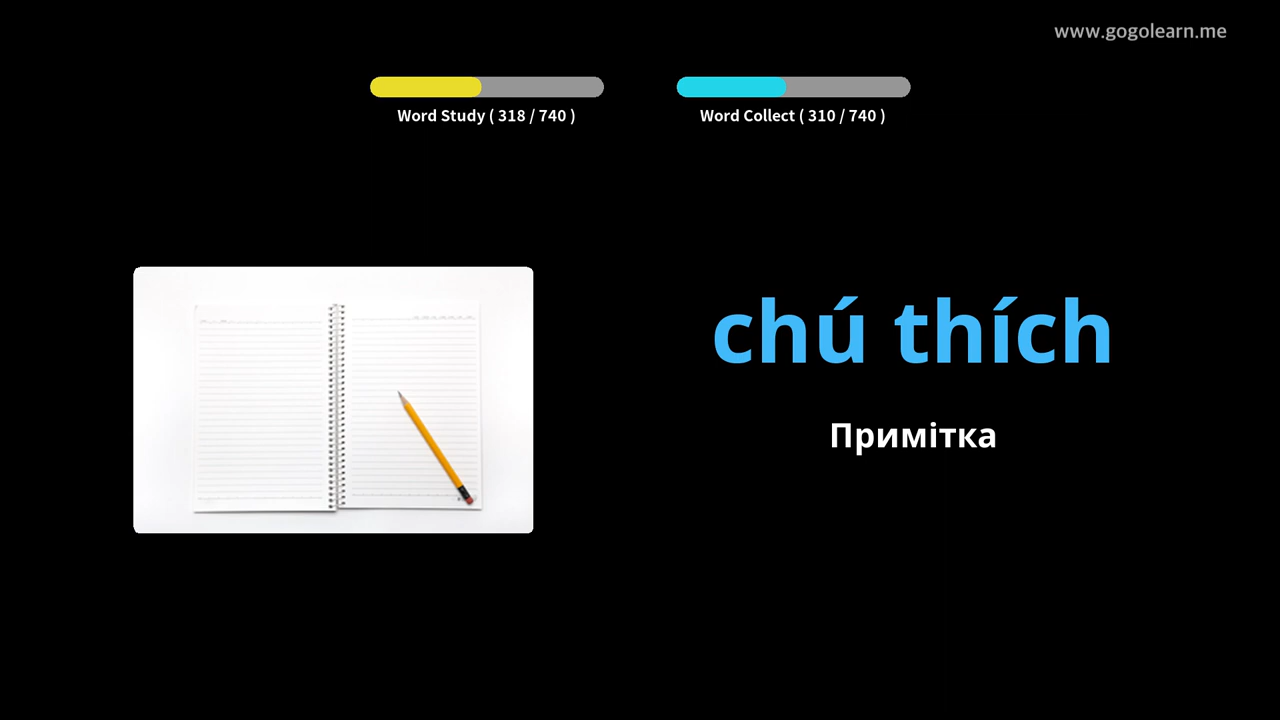 www.gogolearn.me
Word Study ( 318 / 740 )
Word Collect ( 310 / 740 )
chú thích
Примітка